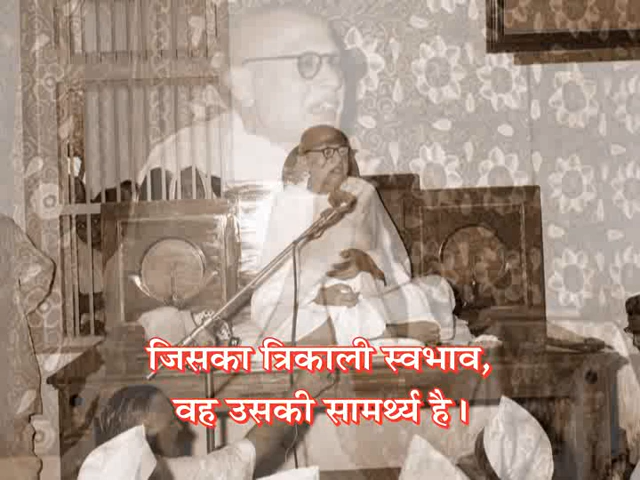 जिसका त्रिकाली स्वभाव,
वह उसकी सामर्थ्य है।